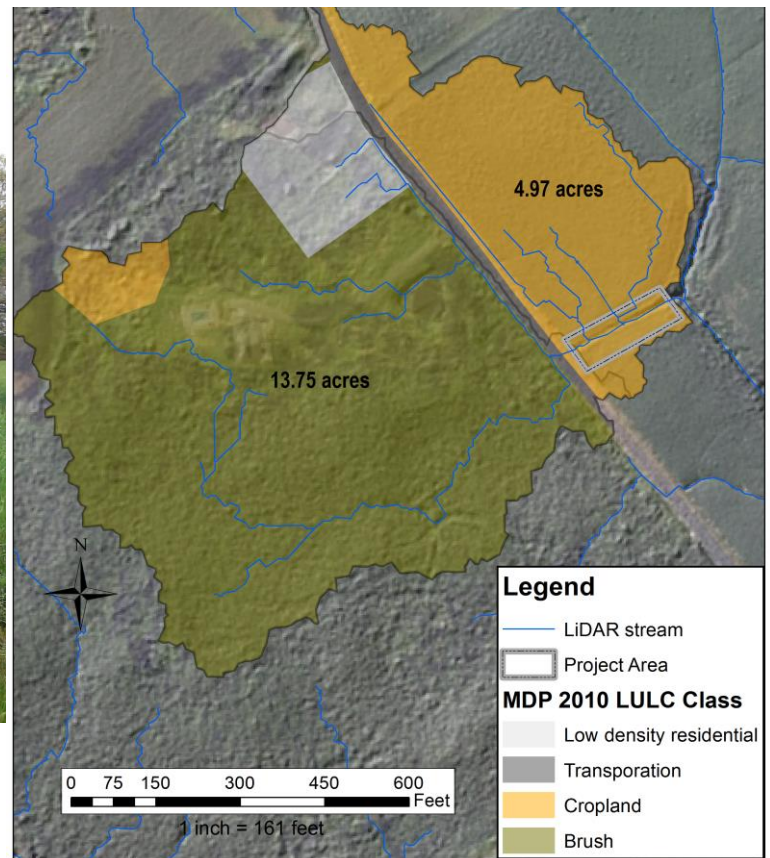 4.97 acres
13.75 acres
N
Legend
LiDAR stream
Project Area
MDP 2010 LULC Class
Low density residential
Transporation
Cropland
Brush
0 75 150 300 450 600
Feet
1 inch = 161 feet